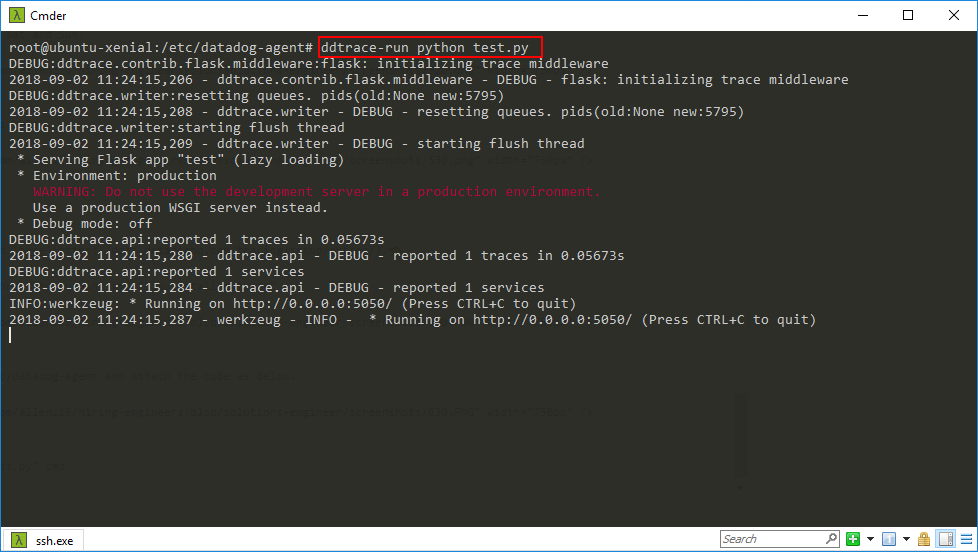 Cmder
root@ubuntu-xenial:/etc/datadog-agent# ddtrace-run python test.py
DEBUG:ddtrace.contrib.flask.middleware:flask: initializing trace middleware
2018-09-02 11:24:15,206 - ddtrace.contrib.flask.middleware - DEBUG - flask: initializing trace middleware
DEBUG:ddtrace.writer:resetting queues. pids(old:None new:5795)
2018-09-02 11:24:15,208 - ddtrace.writer - DEBUG - resetting queues. pids(old:None new:5795)
DEBUG:ddtrace.writer:starting flush thread
2018-09-02 11:24:15,209 - ddtrace.writer - DEBUG - starting flush thread
 * Serving Flask app "test" (lazy loading)
 * Environment: production
   WARNING: Do not use the development server in a production environment.
   Use a production WSGI server instead.
 * Debug mode: off
DEBUG:ddtrace.api:reported 1 traces in 0.05673s
2018-09-02 11:24:15,280 - ddtrace.api - DEBUG - reported 1 traces in 0.05673s
DEBUG:ddtrace.api:reported 1 services
2018-09-02 11:24:15,284 - ddtrace.api - DEBUG - reported 1 services
INFO:werkzeug: * Running on http://0.0.0.0:5050/ (Press CTRL+C to quit)
2018-09-02 11:24:15,287 - werkzeug - INFO -  * Running on http://0.0.0.0:5050/ (Press CTRL+C to quit)
ssh.exe
Search